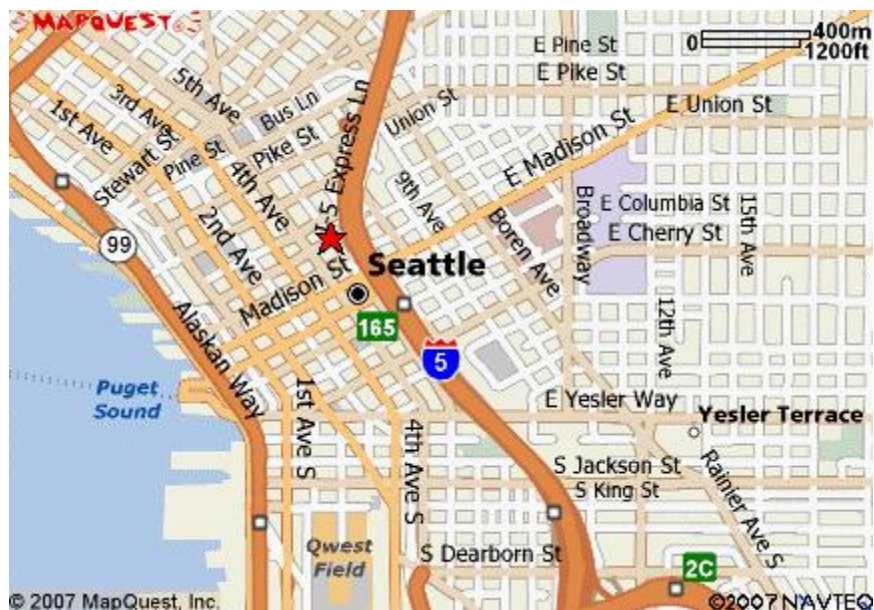 MAPQUEST
400m
0
1200ft
E Pine St
E Pike St
5th Ave
3rd Ave
1st Ave
Bus Ln
Union St
E Union St
Stewart St
Pine St
Pike St
4th Ave
I-5 Express Ln
E Madison St
9th Ave
Broadway
E Columbia St
15th Ave
2nd Ave
Boren Ave
E Cherry St
99
St
Seattle
Madison
165
12th Ave
Alaskan Way
5
Puget
Sound
1st Ave S
4th Ave S
E Yesler Way
Yesler Terrace
S Jackson St
S King St
Rainier Ave S
Qwest
Field
S Dearborn St
2C
© 2007 MapQuest, Inc.
©2007 NAVTEQ